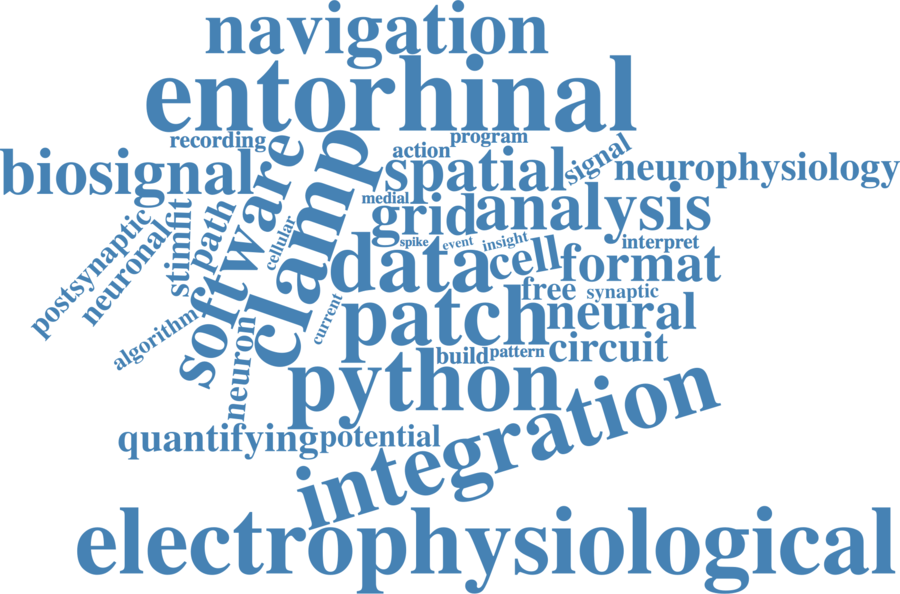 navigation
entorhinal
recording
program
action
biosignal
spatial
signal
neurophysiology
software
clamp
medial
grid
analysis
postsynaptic
neuronal
stimfit
path
cellular
spike
event
insight
interpret
data
cell
format
free
synaptic
current
patch
neural
algorithm
neuron
build
pattern
circuit
python
integration
quantifying
potential
electrophysiological